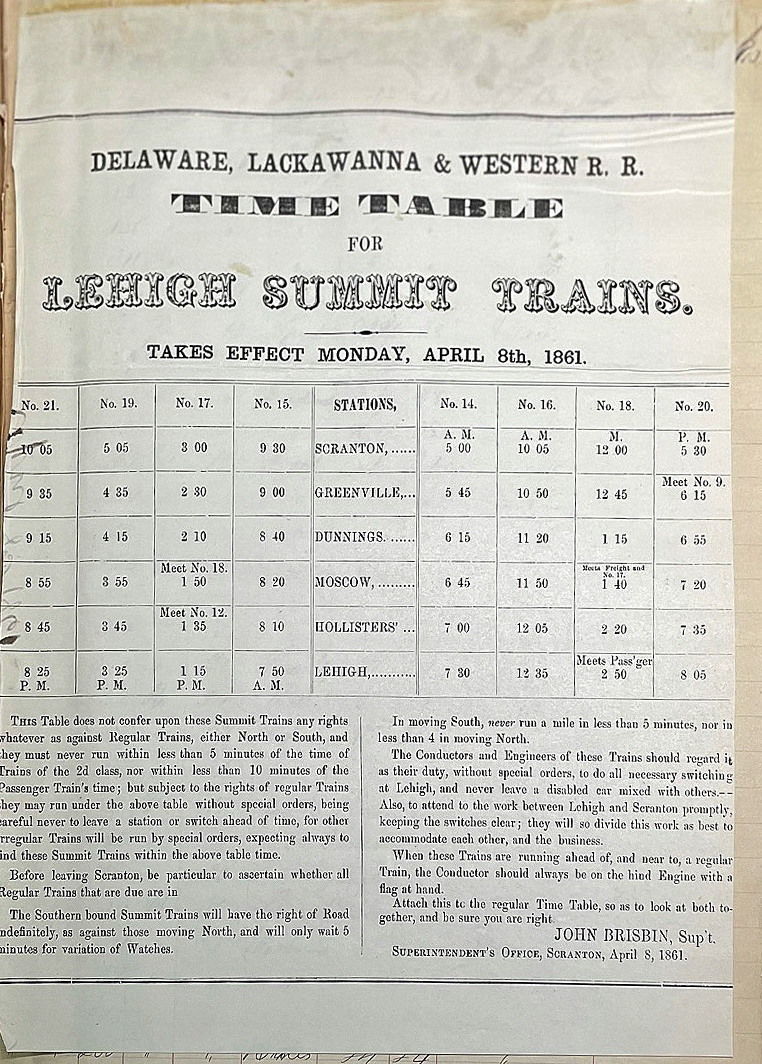 DELAWARE, LACKAWANNA & WESTERN R. R.
TIME TABLE
FOR
LEHIGH SUMMIT TRAINS.
TAKES EFFECT MONDAY, APRIL 8th, 1861.
No. 21. No. 19. No. 17. No. 15. STATIONS, No. 14. No. 16. No. 18. No. 20.
A. M. A. M. M. P. M.
10 05 5 05 3 00 9 30 SCRANTON, ...... 5 00 10 05 12 00 5 30
Meet No. 9.
9 35 4 35 2 30 9 00 GREENVILLE,... 5 45 10 50 12 45 6 15
9 15 4 15 2 10 8 40 DUNNINGS. ...... 6 15 11 20 1 15 6 55
Meet No. 18. Meets Freight and No. 17.
8 55 3 55 1 50 8 20 MOSCOW, ......... 6 45 11 50 1 40 7 20
Meet No. 12.
8 45 3 45 1 35 8 10 HOLLISTERS' ... 7 00 12 05 2 20 7 35
Meets Pass'ger
8 25 3 25 1 15 7 50 LEHIGH,........... 7 30 12 35 2 50 8 05
P. M. P. M. P. M. A. M.
THIS Table does not confer upon these Summit Trains any rights
whatever as against Regular Trains, either North or South, and
they must never run within less than 5 minutes of the time of
Trains of the 2d class, nor within less than 10 minutes of the
Passenger Train's time; but subject to the rights of regular Trains
they may run under the above table without special orders, being
careful never to leave a station or switch ahead of time, for other
rregular Trains will be run by special orders, expecting always to
ind these Summit Trains within the above table time.
Before leaving Scranton, be particular to ascertain whether all
Regular Trains that are due are in
The Southern bound Summit Trains will have the right of Road
ndefinitely, as against those moving North, and will only wait 5
minutes for variation of Watches.
In moving South, never run a mile in less than 5 minutes, nor in
less than 4 in moving North.
The Conductors and Engineers of these Trains should regard it
as their duty, without special orders, to do all necessary switching
at Lehigh, and never leave a disabled car mixed with others.--
Also, to attend to the work between Lehigh and Scranton promptly,
keeping the switches clear; they will so divide this work as best to
accommodate each other, and the business.
When these Trains are running ahead of, and near to, a regular
Train, the Conductor should always be on the hind Engine with a
flag at hand.
Attach this to the regular Time Table, so as to look at both to-
gether, and be sure you are right.
JOHN BRISBIN, Sup't.
SUPERINTENDENT'S OFFICE, SCRANTON, April 8, 1861.